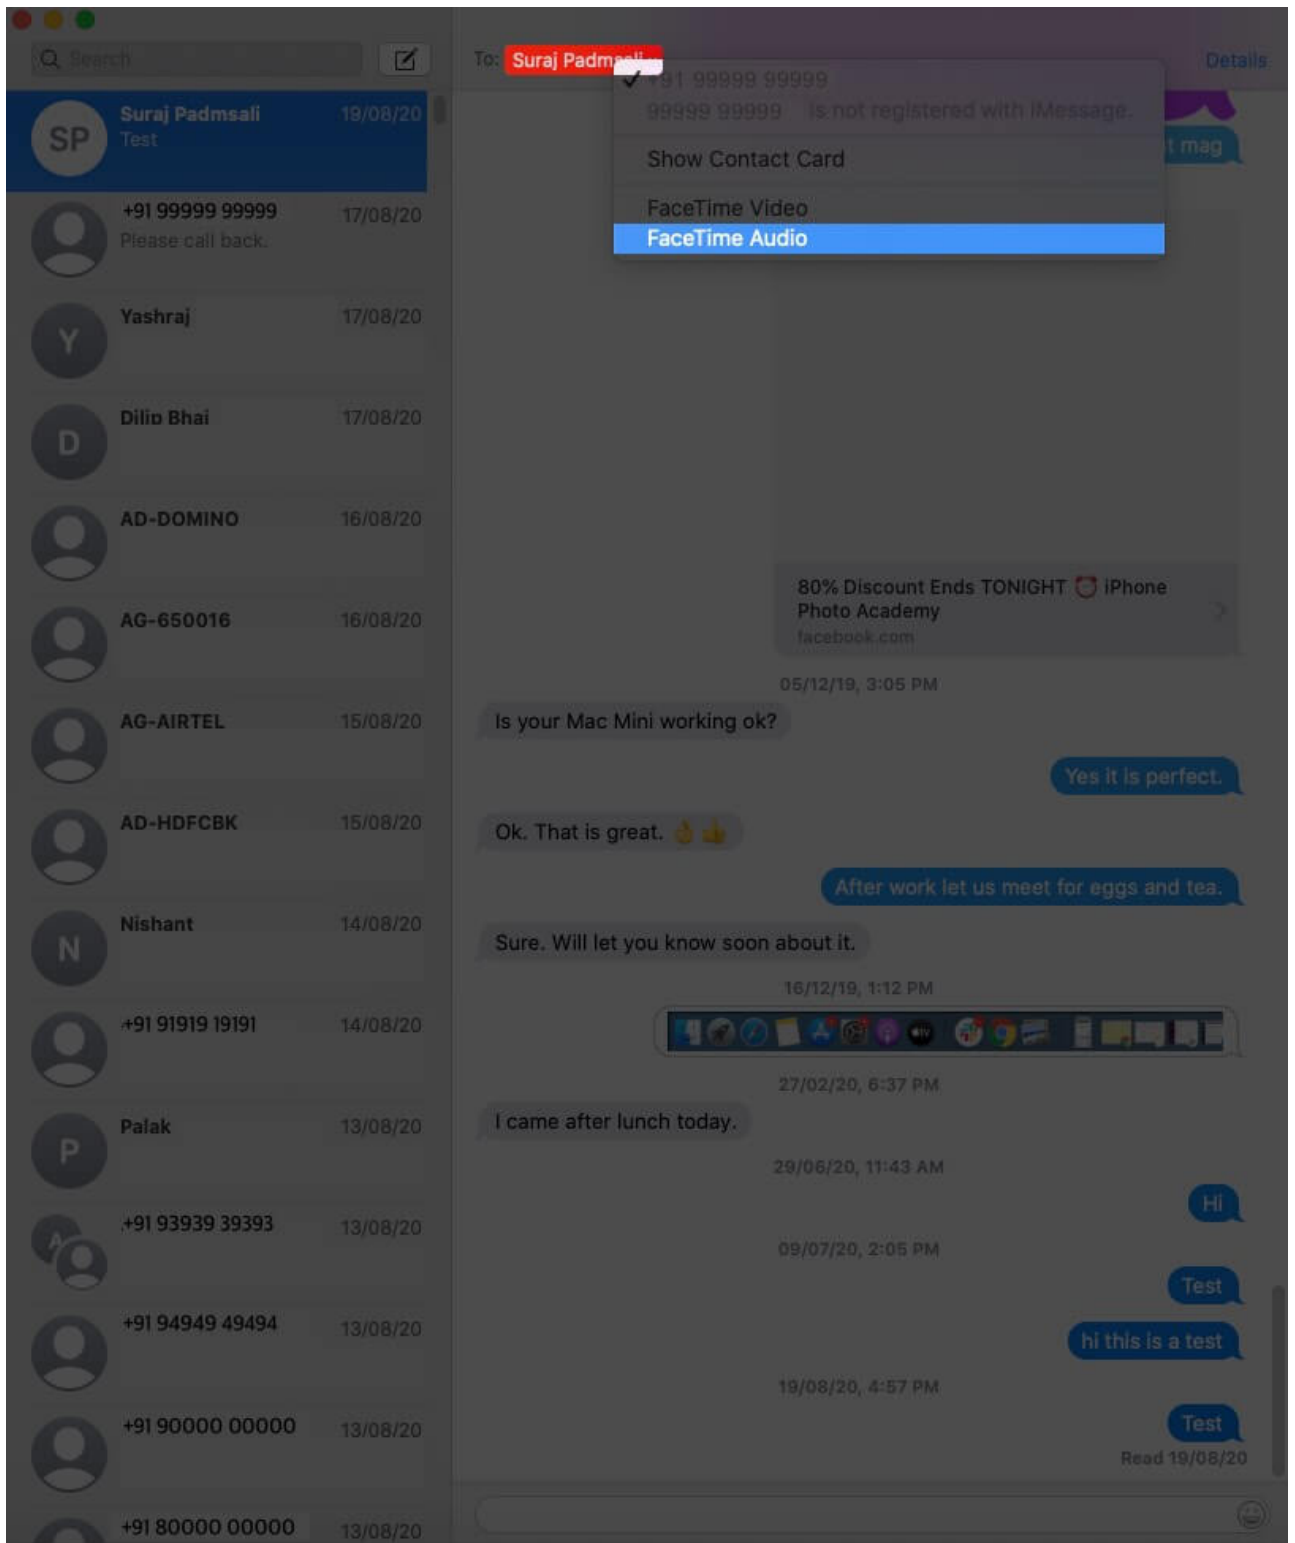 Search
Suraj Padmsali 19/08/20
Test
+91 99999 99999 17/08/20
Please call back.
Yashraj 17/08/20
Dilip Bhai 17/08/20
AD-DOMINO 16/08/20
AG-650016 16/08/20
AG-AIRTEL 15/08/20
AD-HDFCBK 15/08/20
Nishant 14/08/20
+91 91919 19191 14/08/20
Palak 13/08/20
+91 93939 39393 13/08/20
+91 94949 49494 13/08/20
+91 90000 00000 13/08/20
+91 80000 00000 13/08/20
SP
Y
D
N
P
A
To: Suraj Padmsali
Details
✓ +91 99999 99999
99999 99999 is not registered with iMessage.
Show Contact Card
FaceTime Video
FaceTime Audio
t mag
80% Discount Ends TONIGHT ⏰ iPhone
Photo Academy
facebook.com
05/12/19, 3:05 PM
Is your Mac Mini working ok?
Yes it is perfect.
Ok. That is great. 👌👍
After work let us meet for eggs and tea.
Sure. Will let you know soon about it.
16/12/19, 1:12 PM
27/02/20, 6:37 PM
I came after lunch today.
29/06/20, 11:43 AM
Hi
09/07/20, 2:05 PM
Test
hi this is a test
19/08/20, 4:57 PM
Test
Read 19/08/20